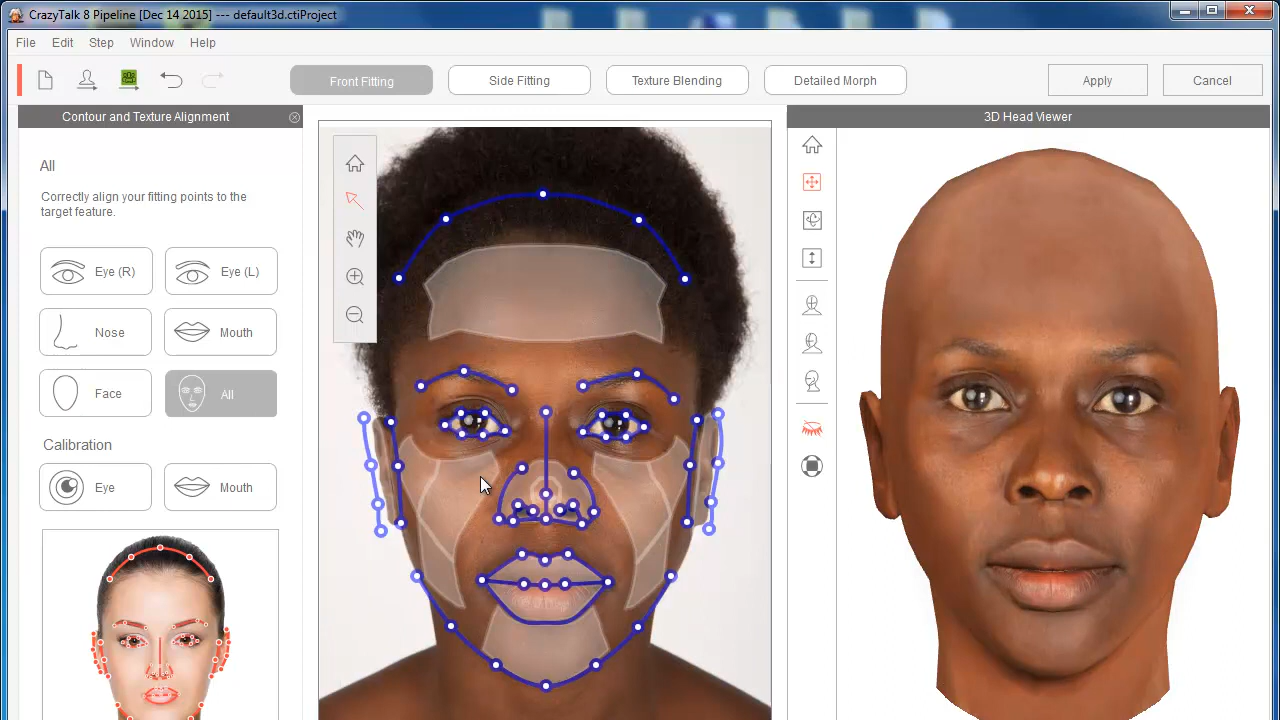 CrazyTalk 8 Pipeline [Dec 14 2015] --- default3d.ctiProject
File Edit Step Window Help
Front Fitting Side Fitting Texture Blending Detailed Morph Apply Cancel
Contour and Texture Alignment
3D Head Viewer
All
Correctly align your fitting points to the
target feature.
Eye (R) Eye (L)
Nose Mouth
Face All
Calibration
Eye Mouth